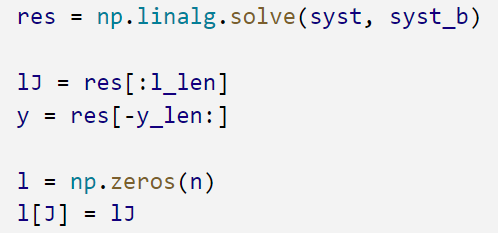 res = np.linalg.solve(syst, syst_b)
lJ = res[:l_len]
y = res[-y_len:]
l = np.zeros(n)
l[J] = lJ